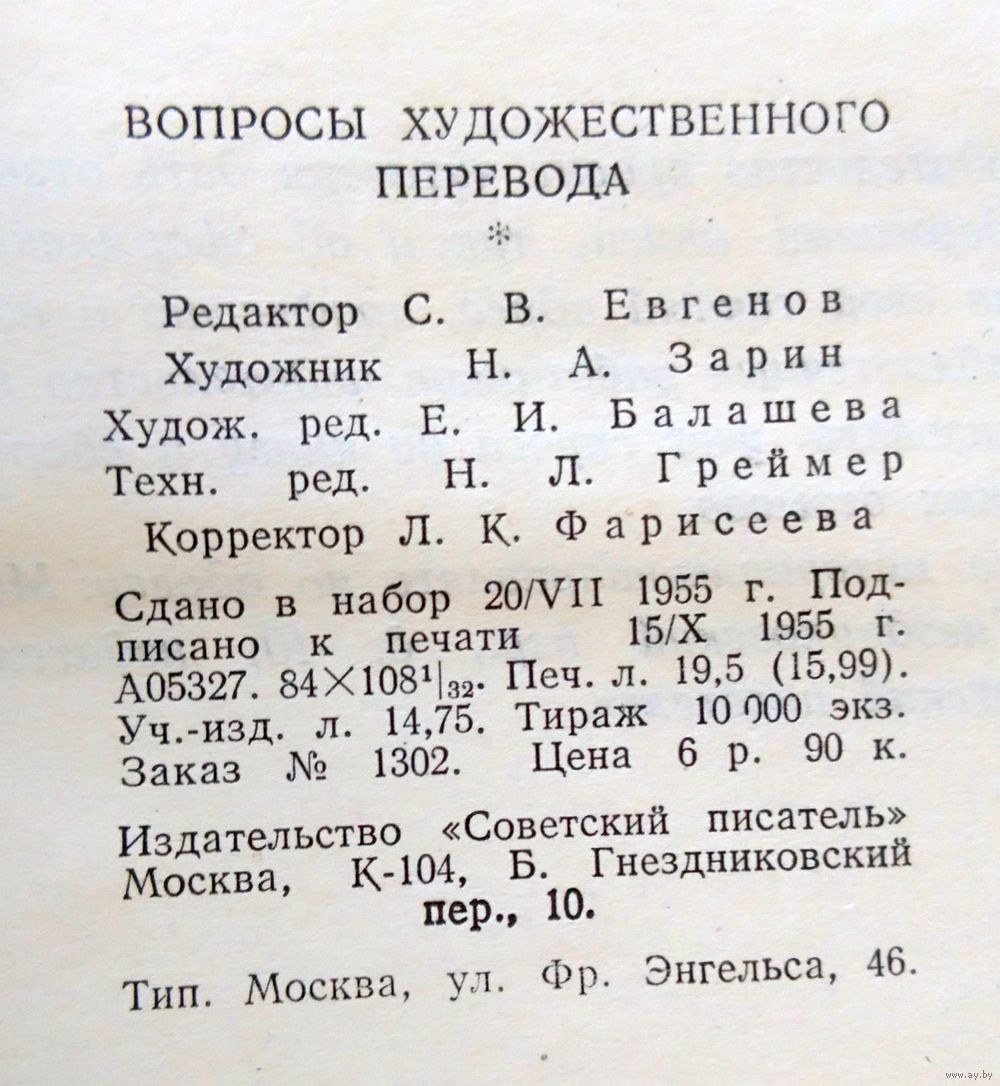 ВОПРОСЫ ХУДОЖЕСТВЕННОГО
ПЕРЕВОДА
*
Редактор С. В. Евгенов
Художник Н. А. Зарин
Худож. ред. Е. И. Балашева
Техн. ред. Н. Л. Греймер
Корректор Л. К. Фарисеева
Сдано в набор 20/VII 1955 г. Под-
писано к печати 15/X 1955 г.
А05327. 84×108¹|₃₂. Печ. л. 19,5 (15,99).
Уч.-изд. л. 14,75. Тираж 10 000 экз.
Заказ № 1302. Цена 6 р. 90 к.
Издательство «Советский писатель»
Москва, К-104, Б. Гнездниковский
пер., 10.
Тип. Москва, ул. Фр. Энгельса, 46.
www.ay.by